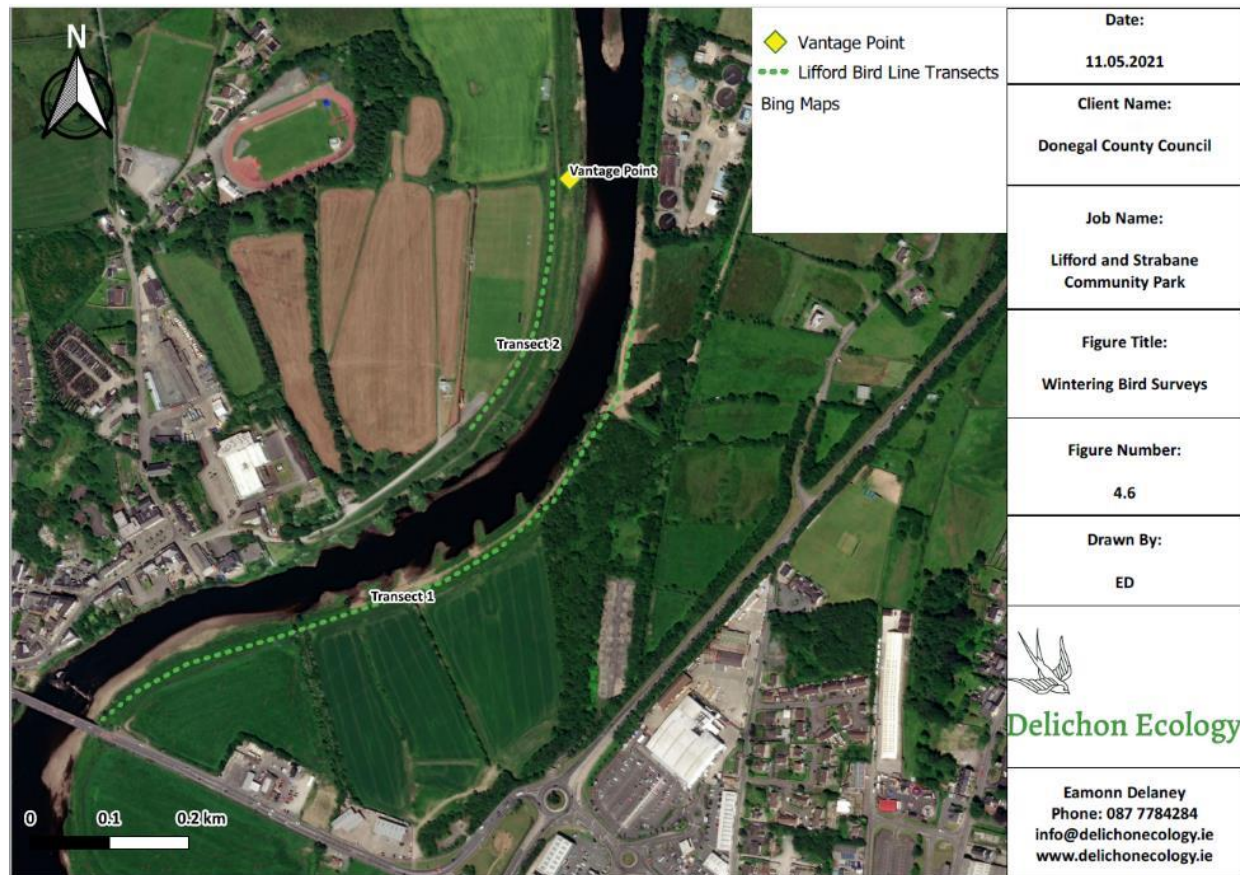 N
Vantage Point
Lifford Bird Line Transects
Bing Maps
Vantage Point
Transect 2
Transect 1
0 0.1 0.2 km
Date:
11.05.2021
Client Name:
Donegal County Council
Job Name:
Lifford and Strabane
Community Park
Figure Title:
Wintering Bird Surveys
Figure Number:
4.6
Drawn By:
ED
Delichon Ecology
Eamonn Delaney
Phone: 087 7784284
info@delichonecology.ie
www.delichonecology.ie